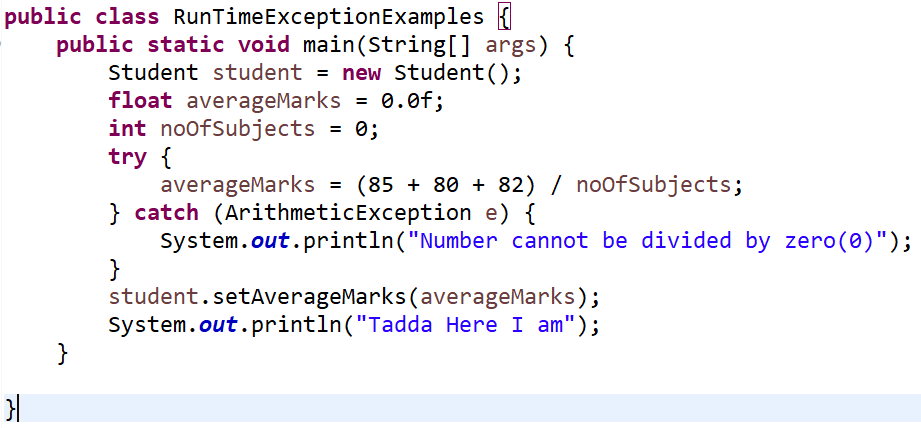 public class RunTimeExceptionExamples {
    public static void main(String[] args) {
        Student student = new Student();
        float averageMarks = 0.0f;
        int noOfSubjects = 0;
        try {
            averageMarks = (85 + 80 + 82) / noOfSubjects;
        } catch (ArithmeticException e) {
            System.out.println("Number cannot be divided by zero(0)");
        }
        student.setAverageMarks(averageMarks);
        System.out.println("Tadda Here I am");
    }

}